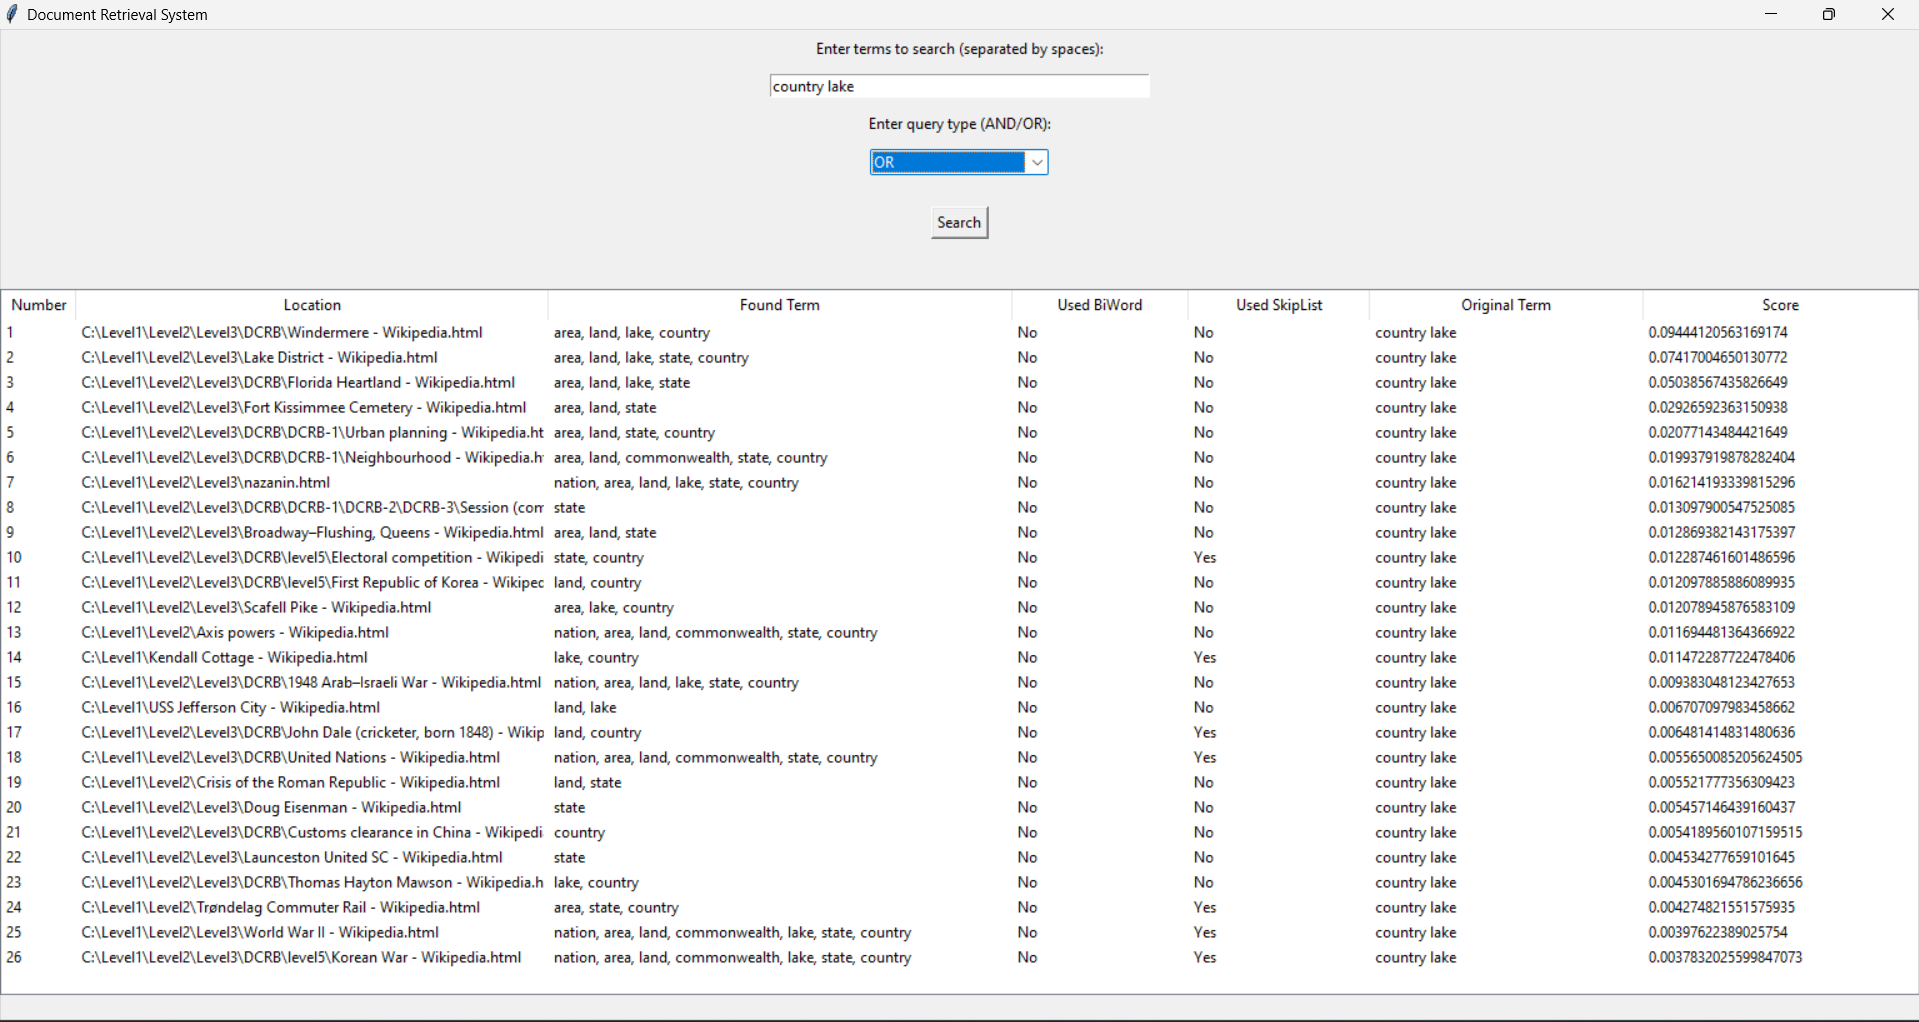 Document Retrieval System
Enter terms to search (separated by spaces):
country lake
Enter query type (AND/OR):
OR
Search
Number Location Found Term Used BiWord Used SkipList Original Term Score
1 C:\Level1\Level2\Level3\DCRB\Windermere - Wikipedia.html area, land, lake, country No No country lake 0.09444120563169174
2 C:\Level1\Level2\Level3\Lake District - Wikipedia.html area, land, lake, state, country No No country lake 0.07417004650130772
3 C:\Level1\Level2\Level3\DCRB\Florida Heartland - Wikipedia.html area, land, lake, state No No country lake 0.05038567435826649
4 C:\Level1\Level2\Level3\Fort Kissimmee Cemetery - Wikipedia.html area, land, state No No country lake 0.02926592363150938
5 C:\Level1\Level2\Level3\DCRB\DCRB-1\Urban planning - Wikipedia.ht area, land, state, country No No country lake 0.02077143484421649
6 C:\Level1\Level2\Level3\DCRB\DCRB-1\Neighbourhood - Wikipedia.h area, land, commonwealth, state, country No No country lake 0.019937919878282404
7 C:\Level1\Level2\Level3\nazanin.html nation, area, land, lake, state, country No No country lake 0.016214193339815296
8 C:\Level1\Level2\Level3\DCRB\DCRB-1\DCRB-2\DCRB-3\Session (com state No No country lake 0.013097900547525085
9 C:\Level1\Level2\Level3\Broadway–Flushing, Queens - Wikipedia.html area, land, state No No country lake 0.012869382143175397
10 C:\Level1\Level2\Level3\DCRB\level5\Electoral competition - Wikipedi state, country No Yes country lake 0.012287461601486596
11 C:\Level1\Level2\Level3\DCRB\level5\First Republic of Korea - Wikipec land, country No No country lake 0.012097885886089935
12 C:\Level1\Level2\Level3\Scafell Pike - Wikipedia.html area, lake, country No No country lake 0.012078945876583109
13 C:\Level1\Level2\Axis powers - Wikipedia.html nation, area, land, commonwealth, state, country No No country lake 0.011694481364366922
14 C:\Level1\Kendall Cottage - Wikipedia.html lake, country No Yes country lake 0.011472287722478406
15 C:\Level1\Level2\Level3\DCRB\1948 Arab–Israeli War - Wikipedia.html nation, area, land, lake, state, country No No country lake 0.009383048123427653
16 C:\Level1\USS Jefferson City - Wikipedia.html land, lake No No country lake 0.006707097983458662
17 C:\Level1\Level2\Level3\DCRB\John Dale (cricketer, born 1848) - Wikip land, country No Yes country lake 0.006481414831480636
18 C:\Level1\Level2\Level3\DCRB\United Nations - Wikipedia.html nation, area, land, commonwealth, state, country No Yes country lake 0.0055650085205624505
19 C:\Level1\Level2\Crisis of the Roman Republic - Wikipedia.html land, state No No country lake 0.005521777356309423
20 C:\Level1\Level2\Level3\Doug Eisenman - Wikipedia.html state No No country lake 0.005457146439160437
21 C:\Level1\Level2\Level3\DCRB\Customs clearance in China - Wikipedi country No No country lake 0.0054189560107159515
22 C:\Level1\Level2\Level3\Launceston United SC - Wikipedia.html state No No country lake 0.004534277659101645
23 C:\Level1\Level2\Level3\DCRB\Thomas Hayton Mawson - Wikipedia.h lake, country No No country lake 0.0045301694786236656
24 C:\Level1\Level2\Trøndelag Commuter Rail - Wikipedia.html area, state, country No Yes country lake 0.004274821551575935
25 C:\Level1\Level2\Level3\World War II - Wikipedia.html nation, area, land, commonwealth, lake, state, country No Yes country lake 0.00397622389025754
26 C:\Level1\Level2\Level3\DCRB\level5\Korean War - Wikipedia.html nation, area, land, commonwealth, lake, state, country No Yes country lake 0.0037832025599847073